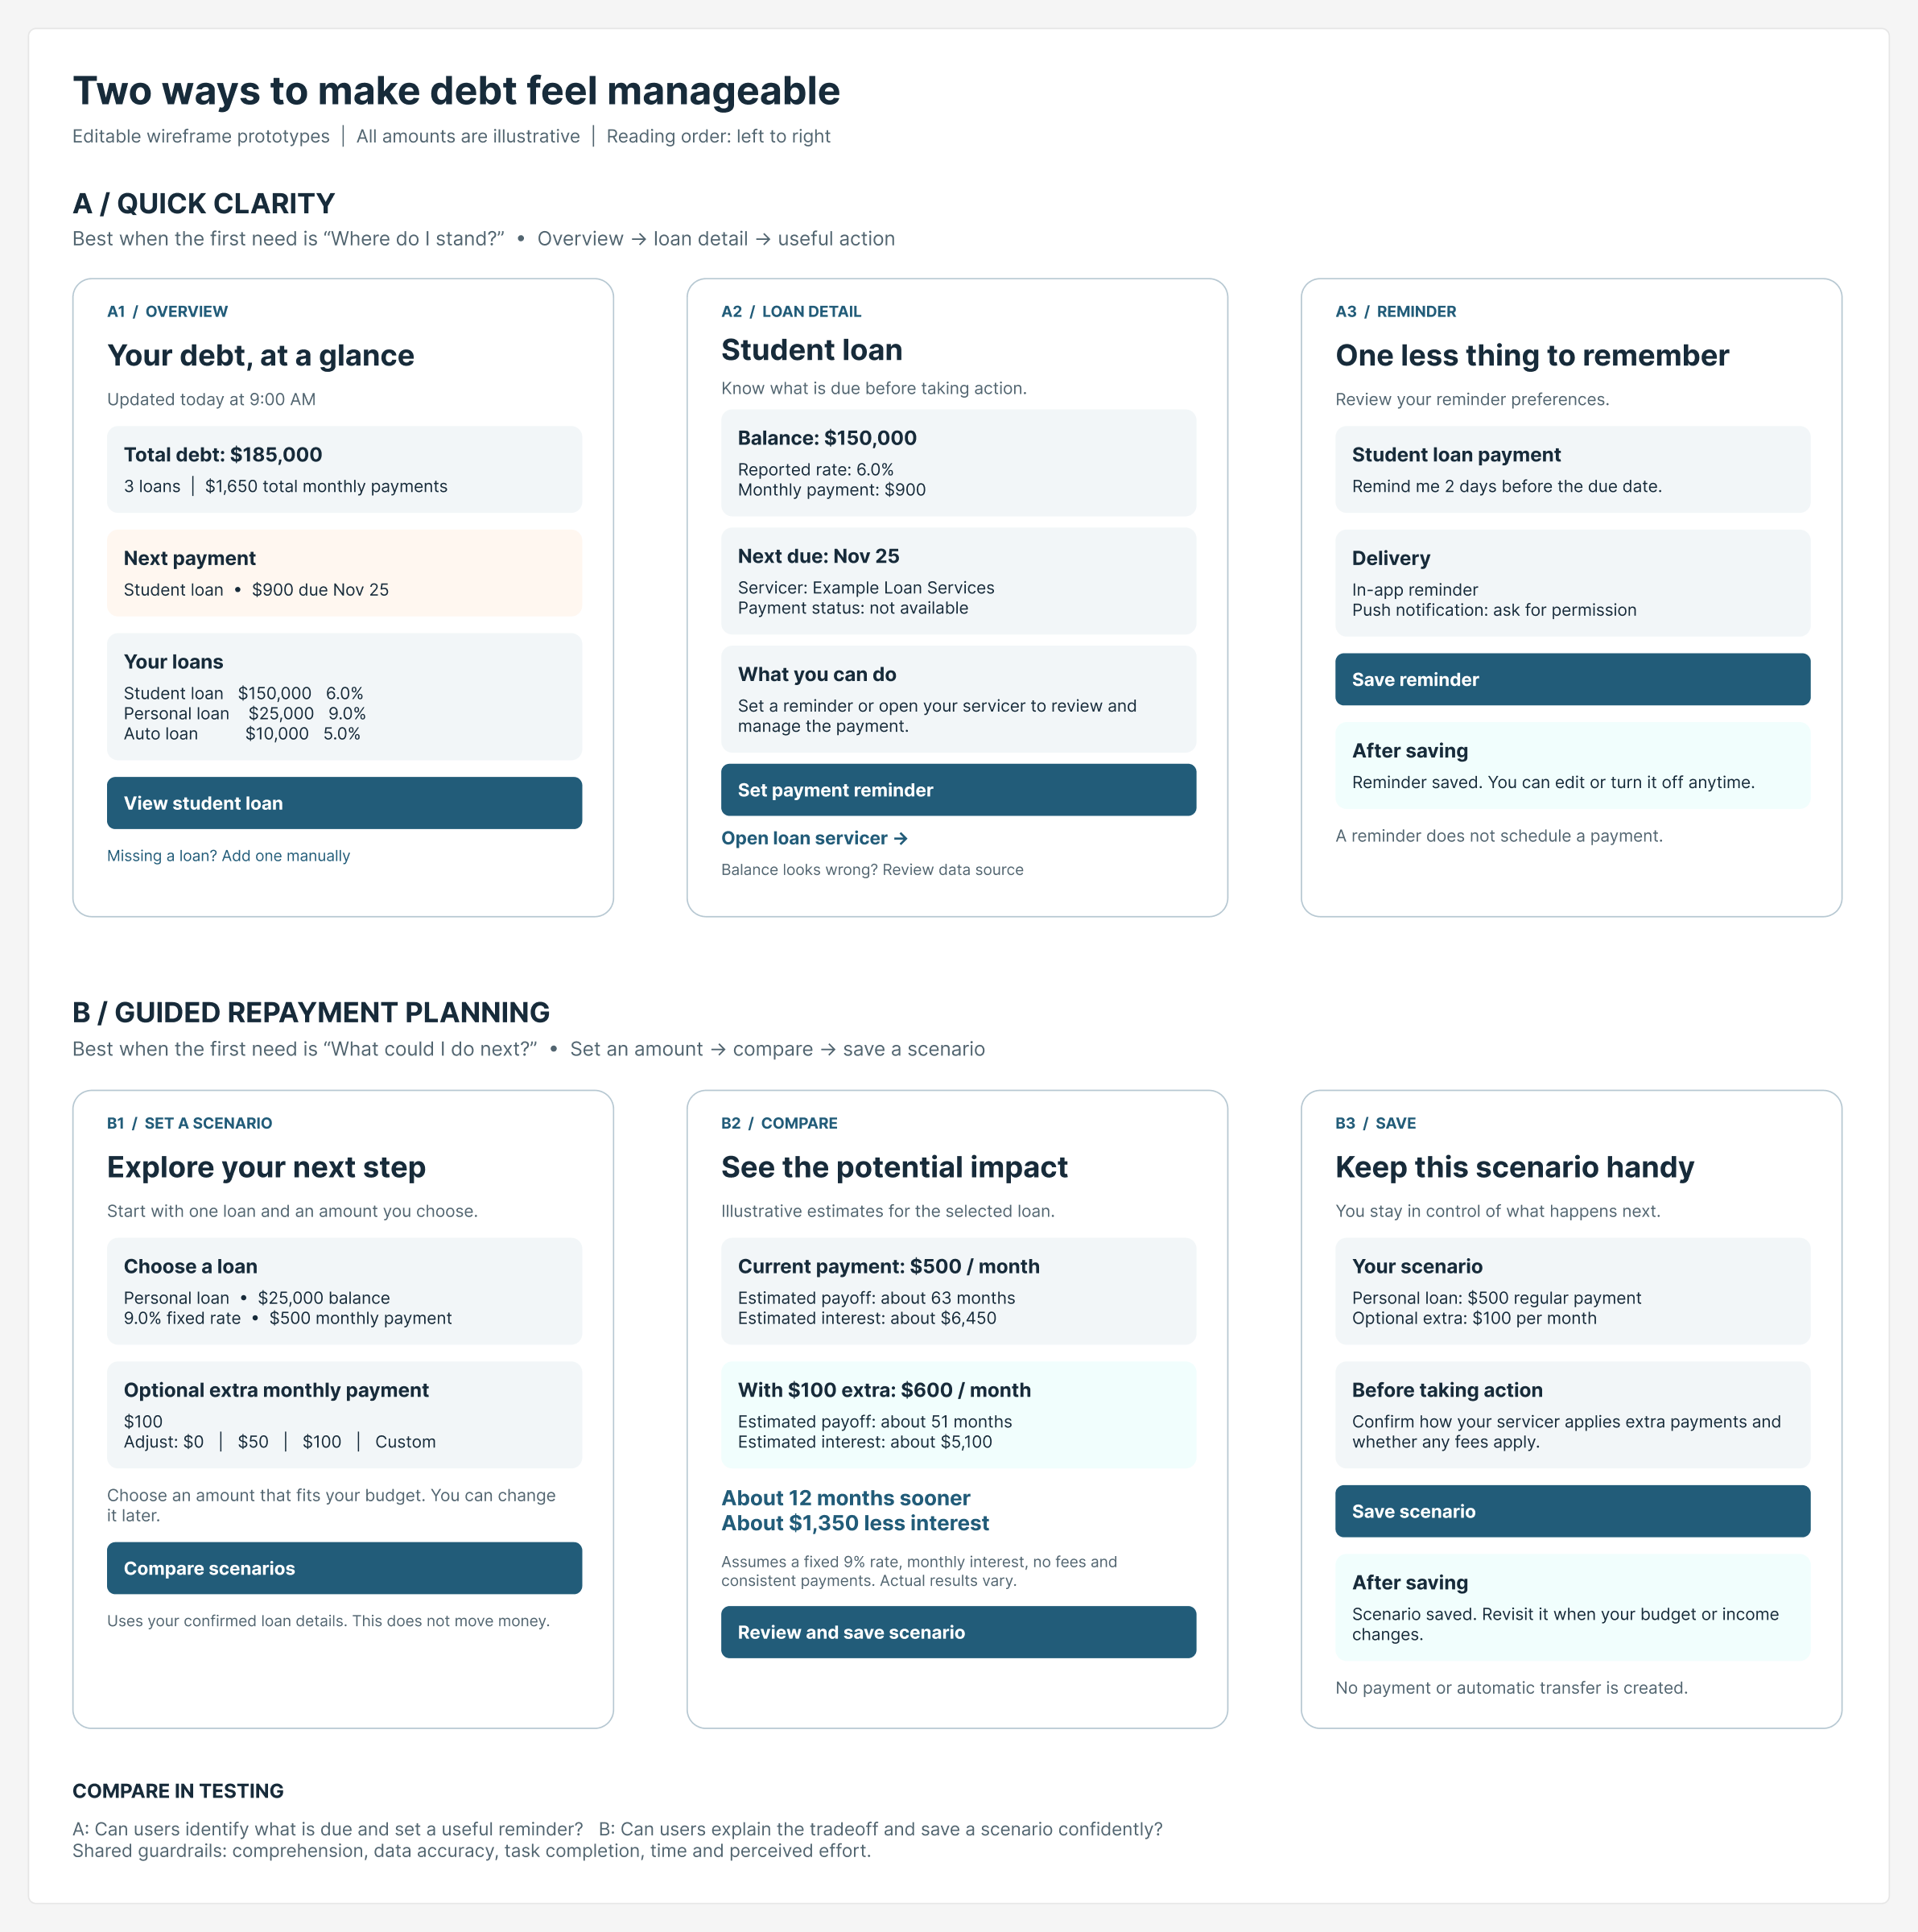 Two ways to make debt feel manageable
Editable wireframe prototypes | All amounts are illustrative | Reading order: left to right
A / QUICK CLARITY
Best when the first need is “Where do I stand?” • Overview → loan detail → useful action
A1 / OVERVIEW
Your debt, at a glance
Updated today at 9:00 AM
Total debt: $185,000
3 loans | $1,650 total monthly payments
Next payment
Student loan • $900 due Nov 25
Your loans
Student loan $150,000 6.0%
Personal loan $25,000 9.0%
Auto loan $10,000 5.0%
View student loan
Missing a loan? Add one manually
A2 / LOAN DETAIL
Student loan
Know what is due before taking action.
Balance: $150,000
Reported rate: 6.0%
Monthly payment: $900
Next due: Nov 25
Servicer: Example Loan Services
Payment status: not available
What you can do
Set a reminder or open your servicer to review and
manage the payment.
Set payment reminder
Open loan servicer →
Balance looks wrong? Review data source
A3 / REMINDER
One less thing to remember
Review your reminder preferences.
Student loan payment
Remind me 2 days before the due date.
Delivery
In-app reminder
Push notification: ask for permission
Save reminder
After saving
Reminder saved. You can edit or turn it off anytime.
A reminder does not schedule a payment.
B / GUIDED REPAYMENT PLANNING
Best when the first need is “What could I do next?” • Set an amount → compare → save a scenario
B1 / SET A SCENARIO
Explore your next step
Start with one loan and an amount you choose.
Choose a loan
Personal loan • $25,000 balance
9.0% fixed rate • $500 monthly payment
Optional extra monthly payment
$100
Adjust: $0 | $50 | $100 | Custom
Choose an amount that fits your budget. You can change
it later.
Compare scenarios
Uses your confirmed loan details. This does not move money.
B2 / COMPARE
See the potential impact
Illustrative estimates for the selected loan.
Current payment: $500 / month
Estimated payoff: about 63 months
Estimated interest: about $6,450
With $100 extra: $600 / month
Estimated payoff: about 51 months
Estimated interest: about $5,100
About 12 months sooner
About $1,350 less interest
Assumes a fixed 9% rate, monthly interest, no fees and
consistent payments. Actual results vary.
Review and save scenario
B3 / SAVE
Keep this scenario handy
You stay in control of what happens next.
Your scenario
Personal loan: $500 regular payment
Optional extra: $100 per month
Before taking action
Confirm how your servicer applies extra payments and
whether any fees apply.
Save scenario
After saving
Scenario saved. Revisit it when your budget or income
changes.
No payment or automatic transfer is created.
COMPARE IN TESTING
A: Can users identify what is due and set a useful reminder? B: Can users explain the tradeoff and save a scenario confidently?
Shared guardrails: comprehension, data accuracy, task completion, time and perceived effort.